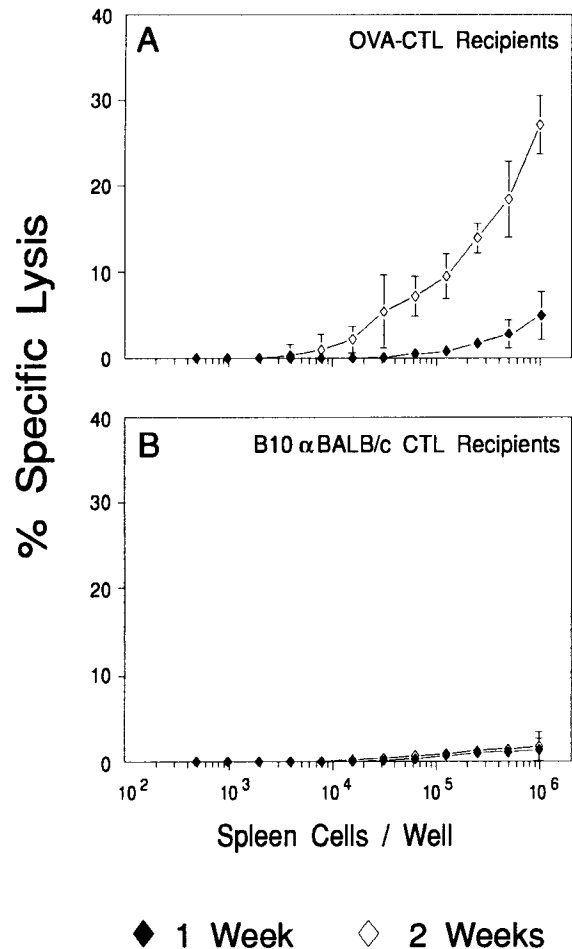 % Specific Lysis
40
A
OVA-CTL Recipients
30
20
10
0
40
B
B10 αBALB/c CTL Recipients
30
20
10
0
10² 10³ 10⁴ 10⁵ 10⁶
Spleen Cells / Well
1 Week 2 Weeks